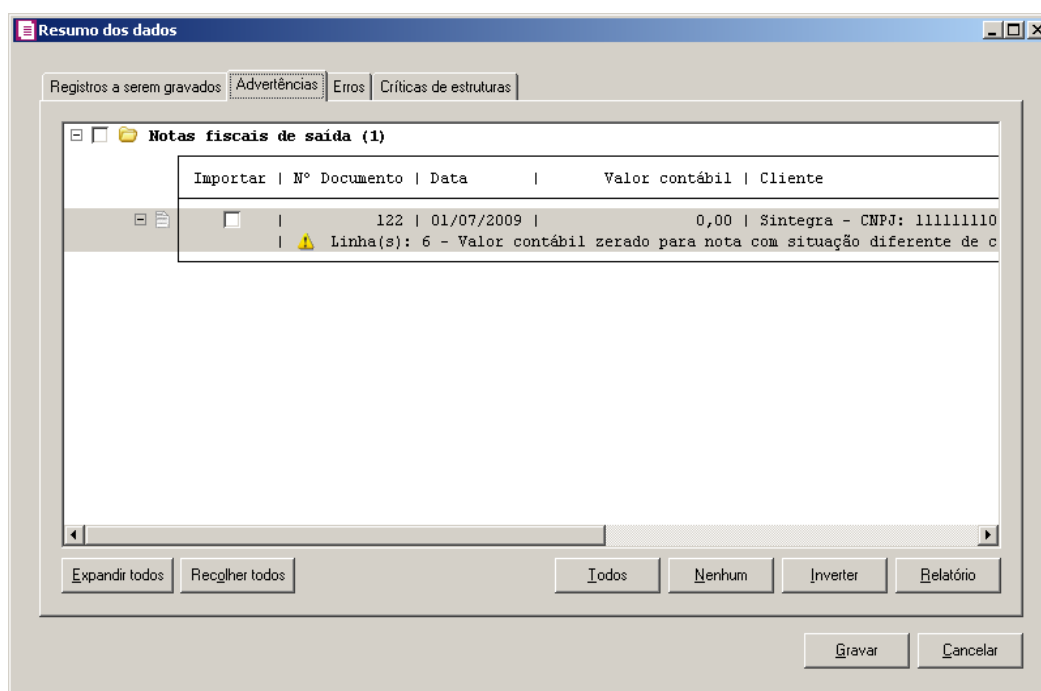 Resumo dos dados
Registros a serem gravados Advertências Erros Críticas de estruturas
Notas fiscais de saída (1)
Importar | Nº Documento | Data | Valor contábil | Cliente
| 122 | 01/07/2009 | 0,00 | Sintegra - CNPJ: 111111110
| Linha(s): 6 - Valor contábil zerado para nota com situação diferente de c
Expandir todos Recolher todos Todos Nenhum Inverter Relatório
Gravar Cancelar